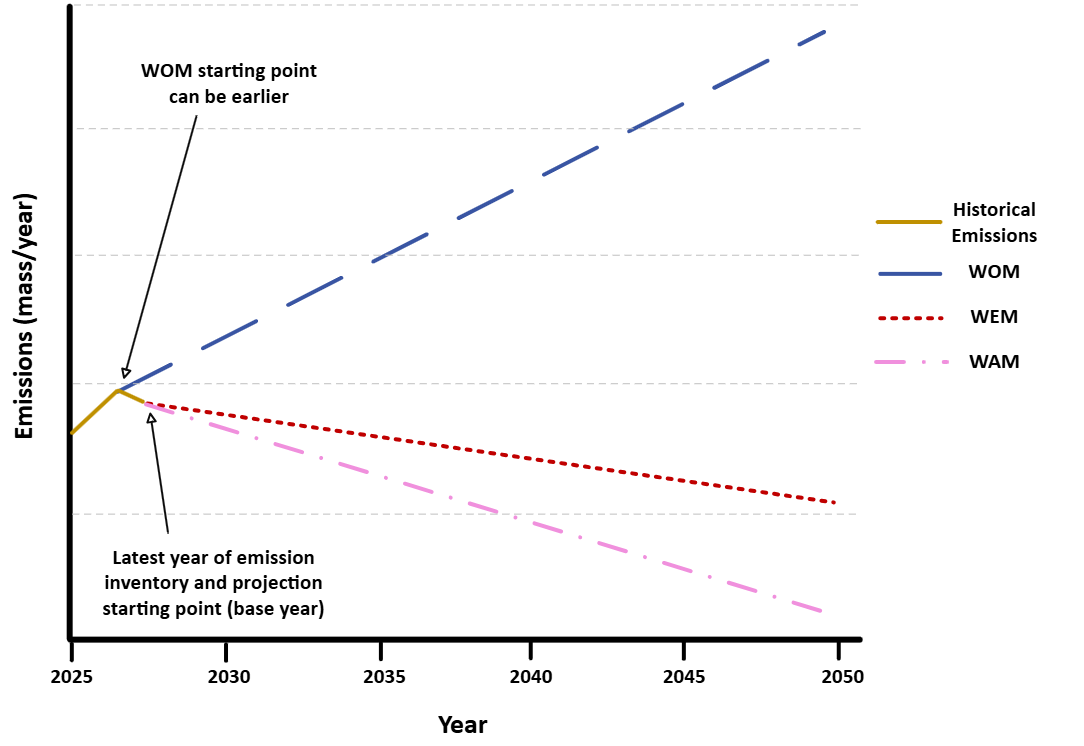 WOM starting point
can be earlier
Emissions (mass/year)
Historical
Emissions
WOM
WEM
WAM
Latest year of emission
inventory and projection
starting point (base year)
2025
2030
2035
2040
2045
2050
Year